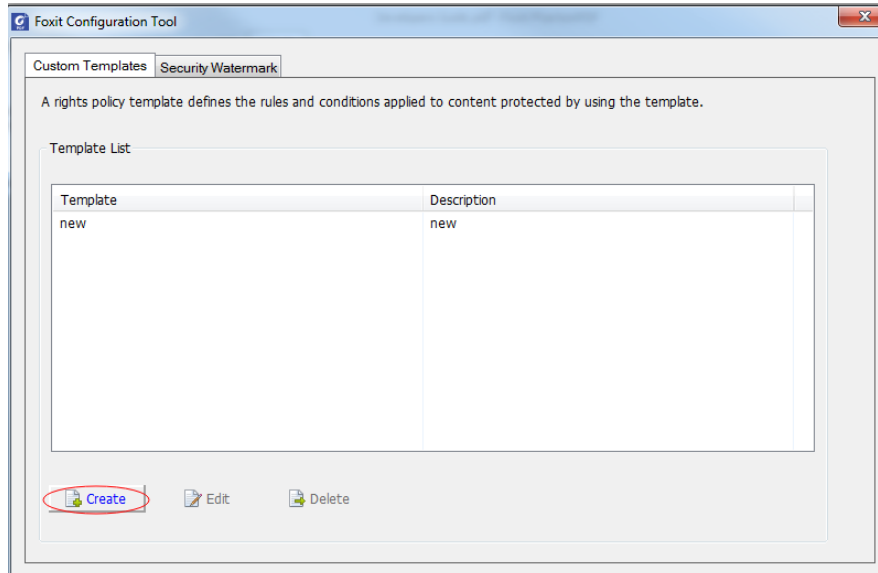 Foxit Configuration Tool
Custom Templates Security Watermark
A rights policy template defines the rules and conditions applied to content protected by using the template.
Template List
Template Description
new new
Create Edit Delete